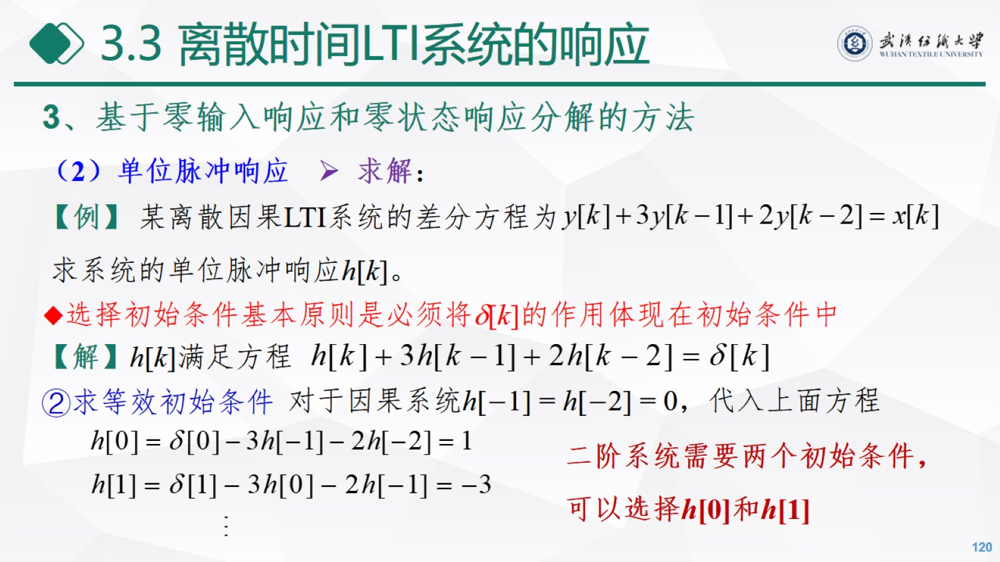 3.3 离散时间LTI系统的响应
武汉纺织大学
WUHAN TEXTILE UNIVERSITY
3、基于零输入响应和零状态响应分解的方法
（2）单位脉冲响应 ➢ 求解：
【例】 某离散因果LTI系统的差分方程为y[k]+3y[k−1]+2y[k−2]=x[k]
求系统的单位脉冲响应h[k]。
◆选择初始条件基本原则是必须将δ[k]的作用体现在初始条件中
【解】h[k]满足方程 h[k]+3h[k−1]+2h[k−2]=δ[k]
②求等效初始条件 对于因果系统h[−1]=h[−2]=0，代入上面方程
h[0]=δ[0]−3h[−1]−2h[−2]=1
h[1]=δ[1]−3h[0]−2h[−1]=−3
⋮
二阶系统需要两个初始条件，
可以选择h[0]和h[1]
120